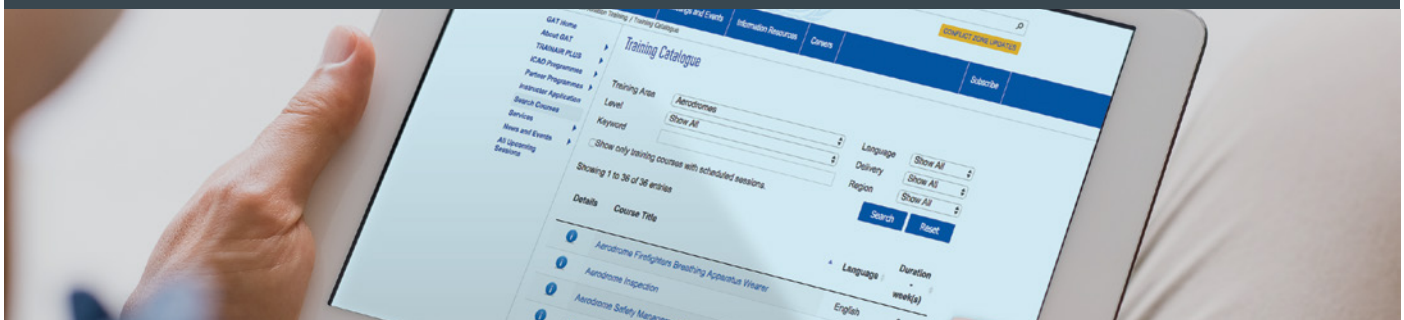 CONFLICT ZONE UPDATES
and Events
Information Resources
Careers
Subscribe
Training / Training Catalogue
GAT Home
About GAT
TRAINAIR PLUS
ICAO Programmes
Partner Programmes
Instructor Application
Search Courses
Services
News and Events
All Upcoming
Sessions
Training Catalogue
Training Area
Aerodromes
Level
Show All
Keyword
Show only training courses with scheduled sessions.
Showing 1 to 36 of 36 entries
Language
Show All
Delivery
Show All
Region
Show All
Search
Reset
Details
Course Title
Language
Duration
-
week(s)
Aerodrome Firefighters Breathing Apparatus Wearer
English
Aerodrome Inspection
Aerodrome Safety